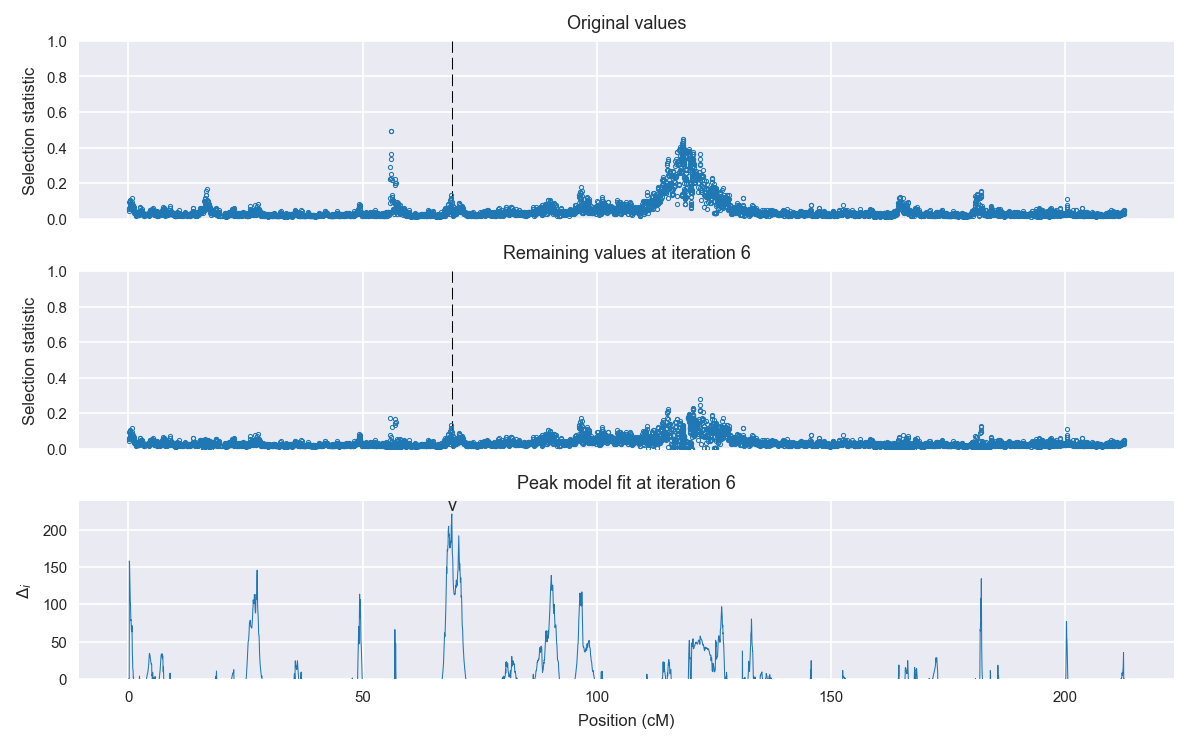 Original values
Selection statistic
1.0
0.8
0.6
0.4
0.2
0.0
Remaining values at iteration 6
Selection statistic
1.0
0.8
0.6
0.4
0.2
0.0
Peak model fit at iteration 6
v
Δi
200
150
100
50
0
0 50 100 150 200
Position (cM)